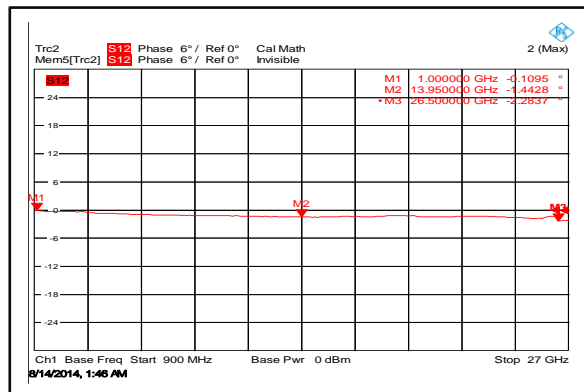 Trc2 S12 Phase 6°/ Ref 0° Cal Math 2 (Max)
Mem5[Trc2] S12 Phase 6°/ Ref 0° Invisible
S12
M1 1.000000 GHz -0.1095 °
M2 13.950000 GHz -1.4428 °
•M3 26.500000 GHz -2.2837 °
24
18
12
6
M1
M2
M3
0
-6
-12
-18
-24
Ch1 Base Freq Start 900 MHz Base Pwr 0 dBm Stop 27 GHz
8/14/2014, 1:46 AM